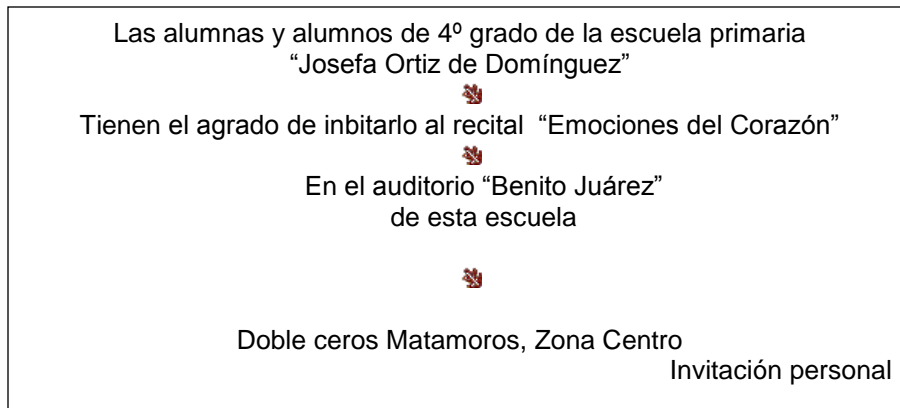 Las alumnas y alumnos de 4º grado de la escuela primaria
“Josefa Ortiz de Domínguez”
Tienen el agrado de inbitarlo al recital “Emociones del Corazón”
En el auditorio “Benito Juárez”
de esta escuela
Doble ceros Matamoros, Zona Centro
Invitación personal